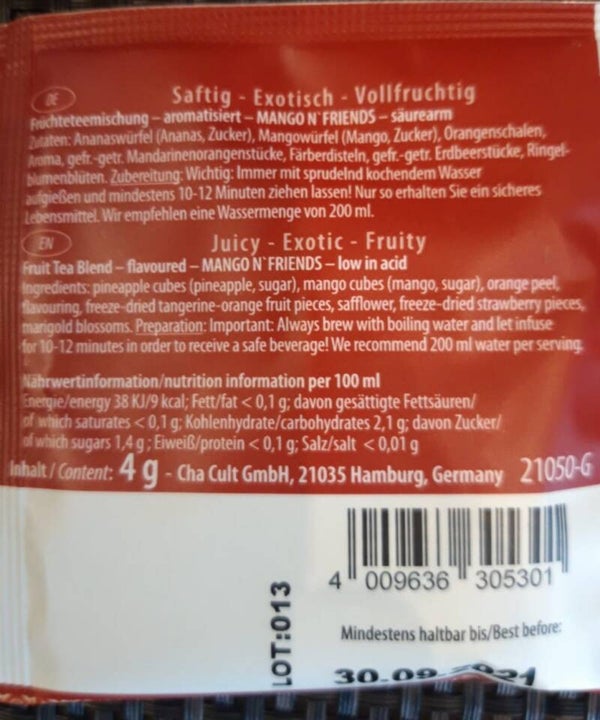 DE
Saftig - Exotisch - Vollfruchtig
Früchteteemischung – aromatisiert – MANGO N`FRIENDS – säurearm
Zutaten: Ananaswürfel (Ananas, Zucker), Mangowürfel (Mango, Zucker), Orangenschalen,
Aroma, gefr.-getr. Mandarinenorangenstücke, Färberdisteln, gefr.-getr. Erdbeerstücke, Ringel-
blumenblüten. Zubereitung: Wichtig: Immer mit sprudelnd kochendem Wasser
aufgießen und mindestens 10-12 Minuten ziehen lassen! Nur so erhalten Sie ein sicheres
Lebensmittel. Wir empfehlen eine Wassermenge von 200 ml.
EN
Juicy - Exotic - Fruity
Fruit Tea Blend – flavoured – MANGO N`FRIENDS – low in acid
Ingredients: pineapple cubes (pineapple, sugar), mango cubes (mango, sugar), orange peel,
flavouring, freeze-dried tangerine-orange fruit pieces, safflower, freeze-dried strawberry pieces,
marigold blossoms. Preparation: Important: Always brew with boiling water and let infuse
for 10-12 minutes in order to receive a safe beverage! We recommend 200 ml water per serving.
Nährwertinformation/nutrition information per 100 ml
Energie/energy 38 KJ/9 kcal; Fett/fat < 0,1 g; davon gesättigte Fettsäuren/
of which saturates < 0,1 g; Kohlenhydrate/carbohydrates 2,1 g; davon Zucker/
of which sugars 1,4 g ; Eiweiß/protein < 0,1 g; Salz/salt < 0,01 g
Inhalt / Content: 4 g - Cha Cult GmbH, 21035 Hamburg, Germany 21050-G
4 009636 305301
LOT:013
Mindestens haltbar bis/Best before:
30.09.2021